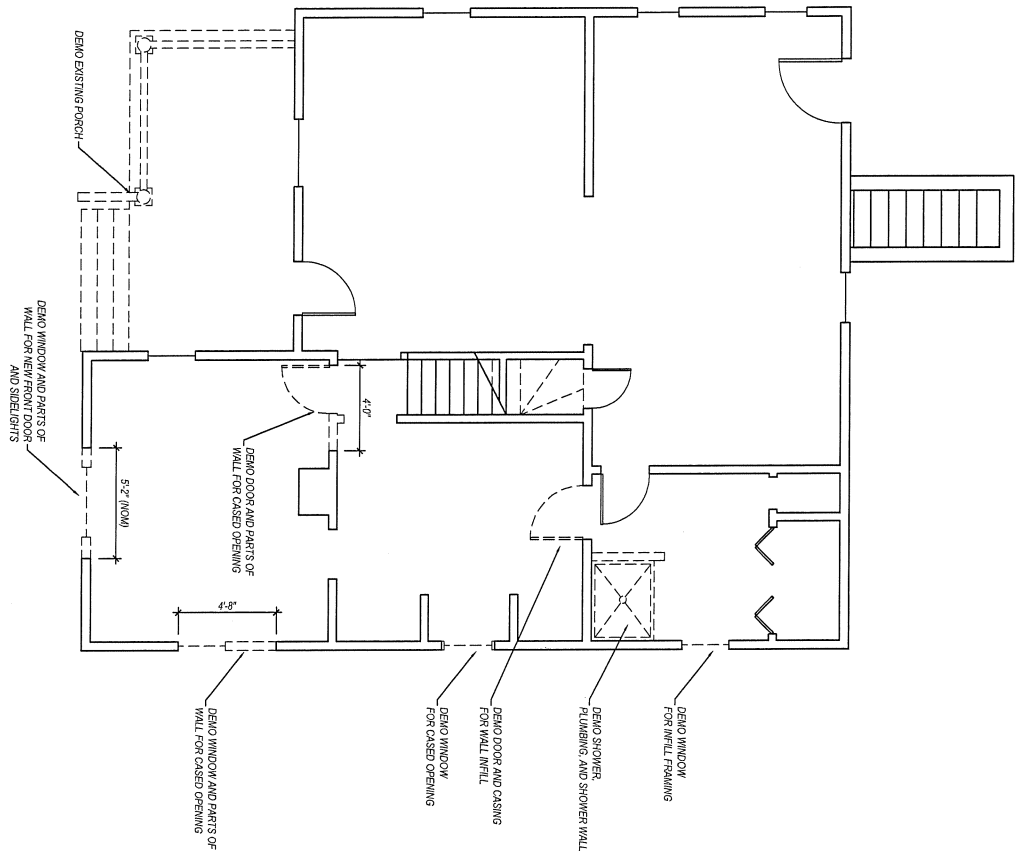 DEMO EXISTING PORCH
DEMO WINDOW AND PARTS OF
WALL FOR NEW FRONT DOOR
AND SIDELIGHTS
5'-2" (NOM)
4'-0"
DEMO DOOR AND PARTS OF
WALL FOR CASED OPENING
4'-8"
DEMO WINDOW AND PARTS OF
WALL FOR CASED OPENING
DEMO WINDOW
FOR CASED OPENING
DEMO DOOR AND CASING
FOR WALL INFILL
DEMO SHOWER,
PLUMBING, AND SHOWER WALL
DEMO WINDOW
FOR INFILL FRAMING